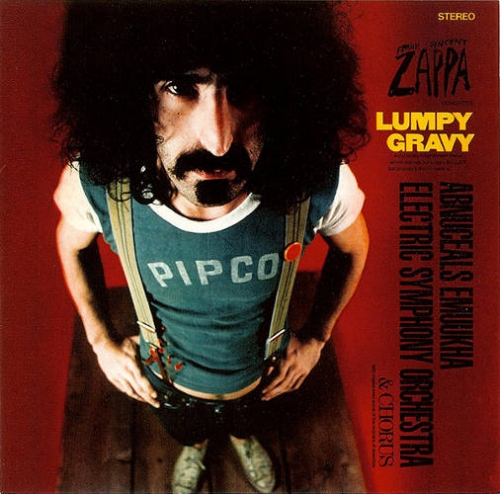 STEREO
FRANCIS VINCENT
ZAPPA
LUMPY
GRAVY
ABNUCEALS EMUUKHA
ELECTRIC SYMPHONY ORCHESTRA
& CHORUS
PIPCO